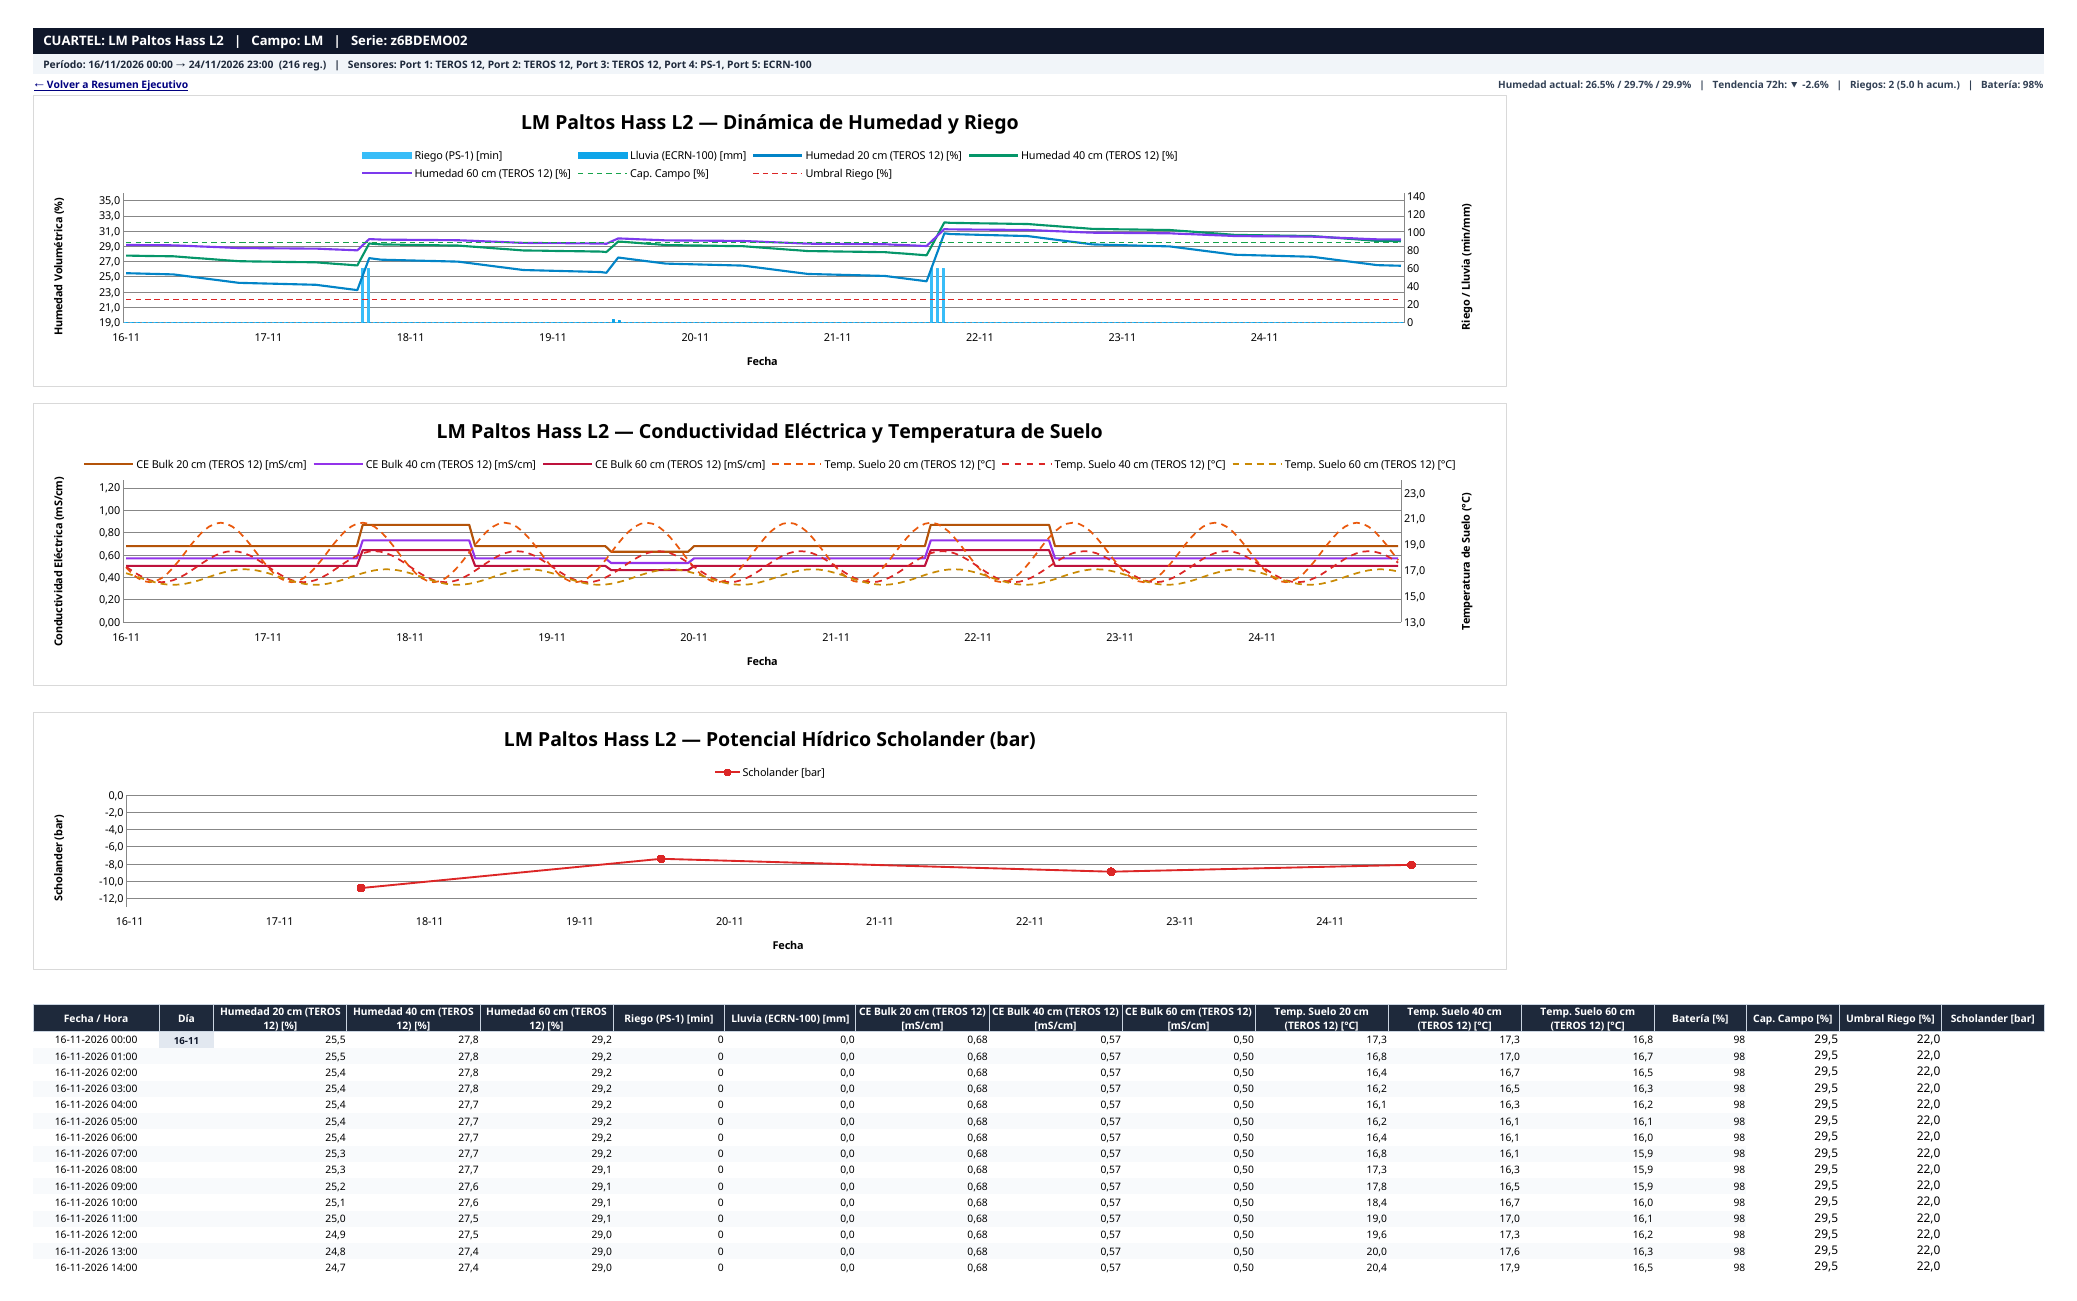 CUARTEL: LM Paltos Hass L2 | Campo: LM | Serie: z6BDEMO02
Período: 16/11/2026 00:00 → 24/11/2026 23:00 (216 reg.) | Sensores: Port 1: TEROS 12, Port 2: TEROS 12, Port 3: TEROS 12, Port 4: PS-1, Port 5: ECRN-100
← Volver a Resumen Ejecutivo
Humedad actual: 26.5% / 29.7% / 29.9% | Tendencia 72h: ▼ -2.6% | Riegos: 2 (5.0 h acum.) | Batería: 98%
LM Paltos Hass L2 — Dinámica de Humedad y Riego
Riego (PS-1) [min] Lluvia (ECRN-100) [mm] Humedad 20 cm (TEROS 12) [%] Humedad 40 cm (TEROS 12) [%]
Humedad 60 cm (TEROS 12) [%] Cap. Campo [%] Umbral Riego [%]
Humedad Volumétrica (%)
35,0
33,0
31,0
29,0
27,0
25,0
23,0
21,0
19,0
140
120
100
80
60
40
20
0
Riego / Lluvia (min/mm)
16-11 17-11 18-11 19-11 20-11 21-11 22-11 23-11 24-11
Fecha
LM Paltos Hass L2 — Conductividad Eléctrica y Temperatura de Suelo
CE Bulk 20 cm (TEROS 12) [mS/cm] CE Bulk 40 cm (TEROS 12) [mS/cm] CE Bulk 60 cm (TEROS 12) [mS/cm] Temp. Suelo 20 cm (TEROS 12) [°C] Temp. Suelo 40 cm (TEROS 12) [°C] Temp. Suelo 60 cm (TEROS 12) [°C]
Conductividad Eléctrica (mS/cm)
1,20
1,00
0,80
0,60
0,40
0,20
0,00
23,0
21,0
19,0
17,0
15,0
13,0
Temperatura de Suelo (°C)
16-11 17-11 18-11 19-11 20-11 21-11 22-11 23-11 24-11
Fecha
LM Paltos Hass L2 — Potencial Hídrico Scholander (bar)
Scholander [bar]
Scholander (bar)
0,0
-2,0
-4,0
-6,0
-8,0
-10,0
-12,0
16-11 17-11 18-11 19-11 20-11 21-11 22-11 23-11 24-11
Fecha
Fecha / Hora Día Humedad 20 cm (TEROS 12) [%] Humedad 40 cm (TEROS 12) [%] Humedad 60 cm (TEROS 12) [%] Riego (PS-1) [min] Lluvia (ECRN-100) [mm] CE Bulk 20 cm (TEROS 12) [mS/cm] CE Bulk 40 cm (TEROS 12) [mS/cm] CE Bulk 60 cm (TEROS 12) [mS/cm] Temp. Suelo 20 cm (TEROS 12) [°C] Temp. Suelo 40 cm (TEROS 12) [°C] Temp. Suelo 60 cm (TEROS 12) [°C] Batería [%] Cap. Campo [%] Umbral Riego [%] Scholander [bar]
16-11-2026 00:00 16-11 25,5 27,8 29,2 0 0,0 0,68 0,57 0,50 17,3 17,3 16,8 98 29,5 22,0
16-11-2026 01:00 25,5 27,8 29,2 0 0,0 0,68 0,57 0,50 16,8 17,0 16,7 98 29,5 22,0
16-11-2026 02:00 25,4 27,8 29,2 0 0,0 0,68 0,57 0,50 16,4 16,7 16,5 98 29,5 22,0
16-11-2026 03:00 25,4 27,8 29,2 0 0,0 0,68 0,57 0,50 16,2 16,5 16,3 98 29,5 22,0
16-11-2026 04:00 25,4 27,7 29,2 0 0,0 0,68 0,57 0,50 16,1 16,3 16,2 98 29,5 22,0
16-11-2026 05:00 25,4 27,7 29,2 0 0,0 0,68 0,57 0,50 16,2 16,1 16,1 98 29,5 22,0
16-11-2026 06:00 25,4 27,7 29,2 0 0,0 0,68 0,57 0,50 16,4 16,1 16,0 98 29,5 22,0
16-11-2026 07:00 25,3 27,7 29,2 0 0,0 0,68 0,57 0,50 16,8 16,1 15,9 98 29,5 22,0
16-11-2026 08:00 25,3 27,7 29,1 0 0,0 0,68 0,57 0,50 17,3 16,3 15,9 98 29,5 22,0
16-11-2026 09:00 25,2 27,6 29,1 0 0,0 0,68 0,57 0,50 17,8 16,5 15,9 98 29,5 22,0
16-11-2026 10:00 25,1 27,6 29,1 0 0,0 0,68 0,57 0,50 18,4 16,7 16,0 98 29,5 22,0
16-11-2026 11:00 25,0 27,5 29,1 0 0,0 0,68 0,57 0,50 19,0 17,0 16,1 98 29,5 22,0
16-11-2026 12:00 24,9 27,5 29,0 0 0,0 0,68 0,57 0,50 19,6 17,3 16,2 98 29,5 22,0
16-11-2026 13:00 24,8 27,4 29,0 0 0,0 0,68 0,57 0,50 20,0 17,6 16,3 98 29,5 22,0
16-11-2026 14:00 24,7 27,4 29,0 0 0,0 0,68 0,57 0,50 20,4 17,9 16,5 98 29,5 22,0